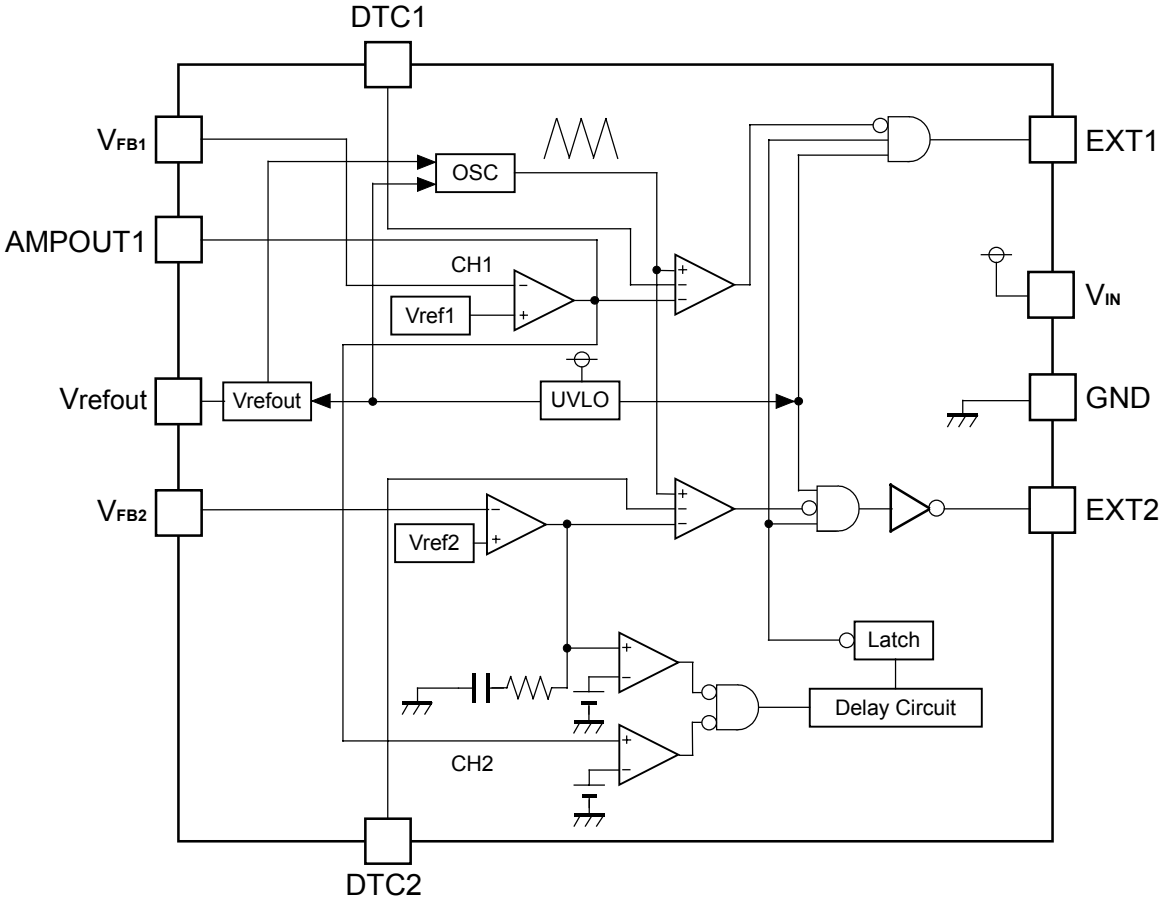 DTC1
VFB1
EXT1
OSC
AMPOUT1
CH1
+
−
−
−
Vref1
+
VIN
Vrefout
Vrefout
UVLO
GND
VFB2
EXT2
+
−
−
−
Vref2
+
Latch
+
−
Delay Circuit
+
−
CH2
DTC2